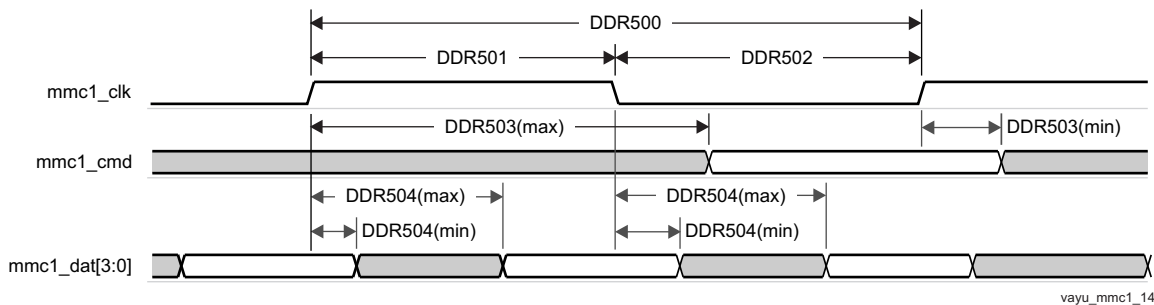 DDR500
DDR501 DDR502
mmc1_clk
DDR503(max) DDR503(min)
mmc1_cmd
DDR504(max) DDR504(max)
DDR504(min) DDR504(min)
mmc1_dat[3:0]
vayu_mmc1_14